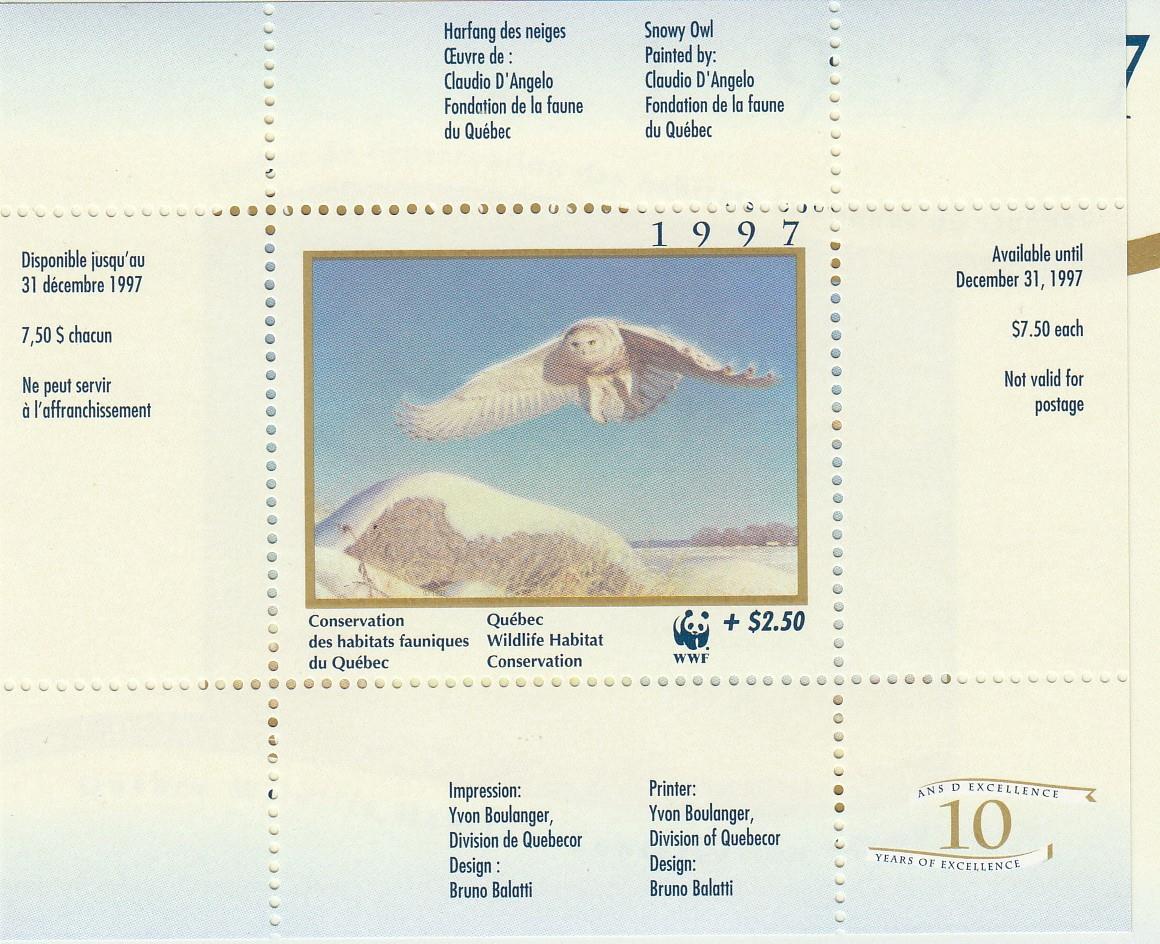 Harfang des neiges
Œuvre de :
Claudio D'Angelo
Fondation de la faune
du Québec
Snowy Owl
Painted by:
Claudio D'Angelo
Fondation de la faune
du Québec
7
Disponible jusqu'au
31 décembre 1997
7,50 $ chacun
Ne peut servir
à l'affranchissement
1997
Available until
December 31, 1997
$7.50 each
Not valid for
postage
Conservation
des habitats fauniques
du Québec
Québec
Wildlife Habitat
Conservation
WWF
+ $2.50
Impression:
Yvon Boulanger,
Division de Quebecor
Design :
Bruno Balatti
Printer:
Yvon Boulanger,
Division of Quebecor
Design:
Bruno Balatti
ANS D EXCELLENCE
10
YEARS OF EXCELLENCE